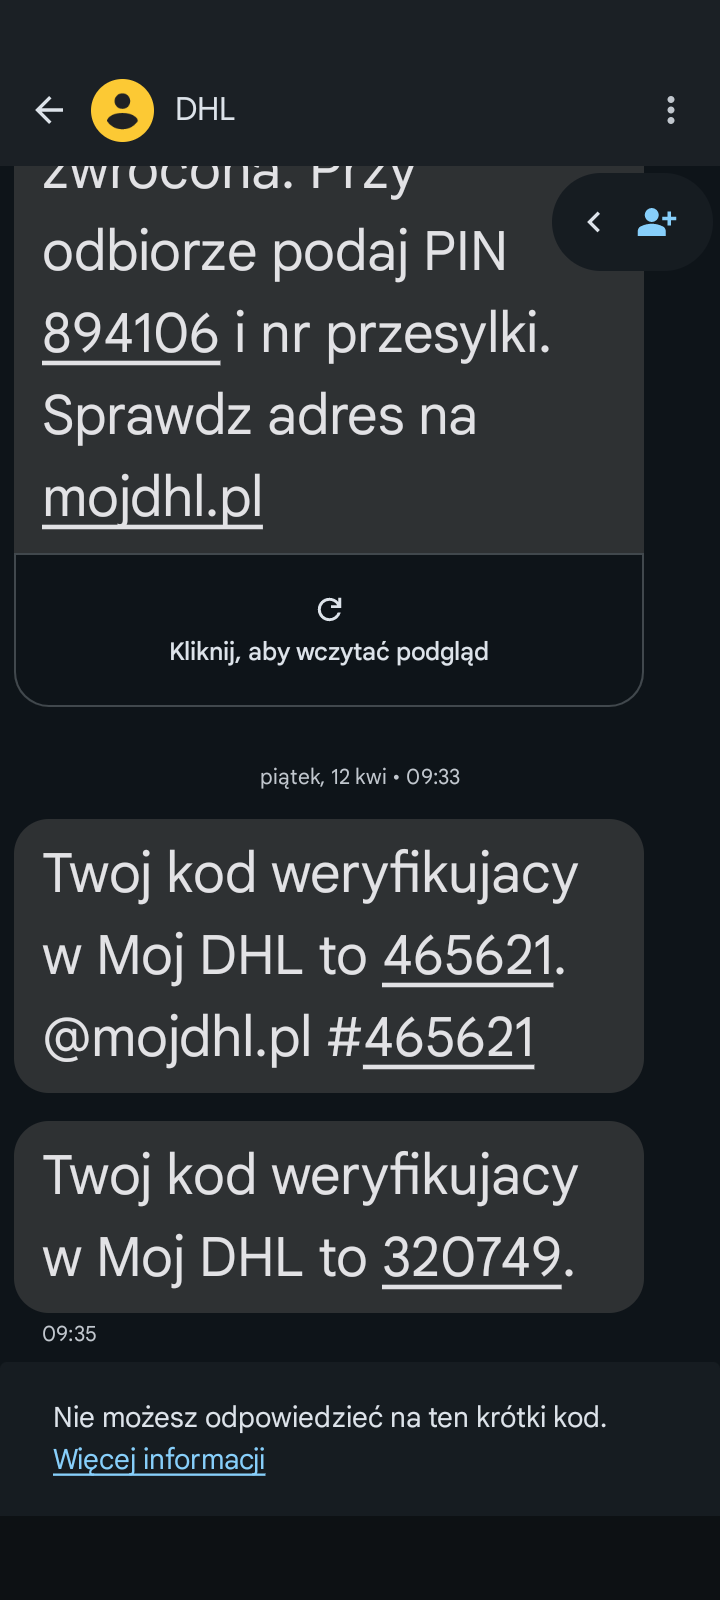 DHL
zwrocona. Przy
odbiorze podaj PIN
894106 i nr przesylki.
Sprawdz adres na
mojdhl.pl
Kliknij, aby wczytać podgląd
piątek, 12 kwi • 09:33
Twoj kod weryfikujacy
w Moj DHL to 465621.
@mojdhl.pl #465621
Twoj kod weryfikujacy
w Moj DHL to 320749.
09:35
Nie możesz odpowiedzieć na ten krótki kod.
Więcej informacji